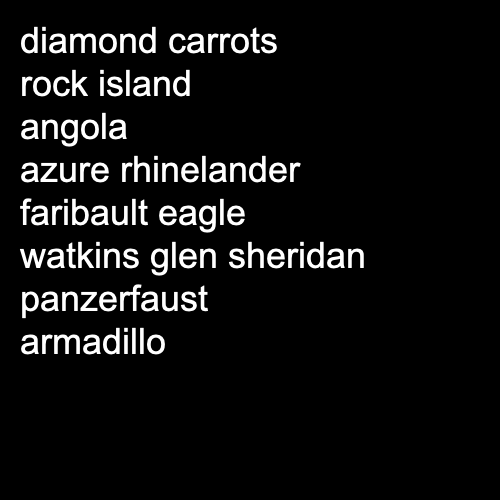 diamond carrots
rock island
angola
azure rhinelander
faribault eagle
watkins glen sheridan
panzerfaust
armadillo